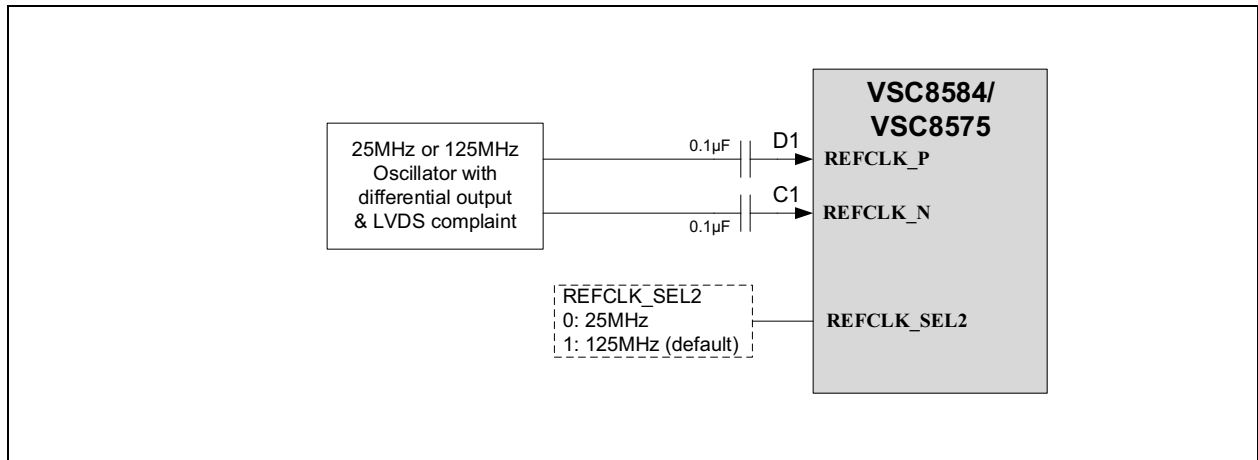 VSC8584/
VSC8575
25MHz or 125MHz
Oscillator with
differential output
& LVDS complaint
0.1µF
D1
REFCLK_P
C1
0.1µF
REFCLK_N
REFCLK_SEL2
0: 25MHz
1: 125MHz (default)
REFCLK_SEL2